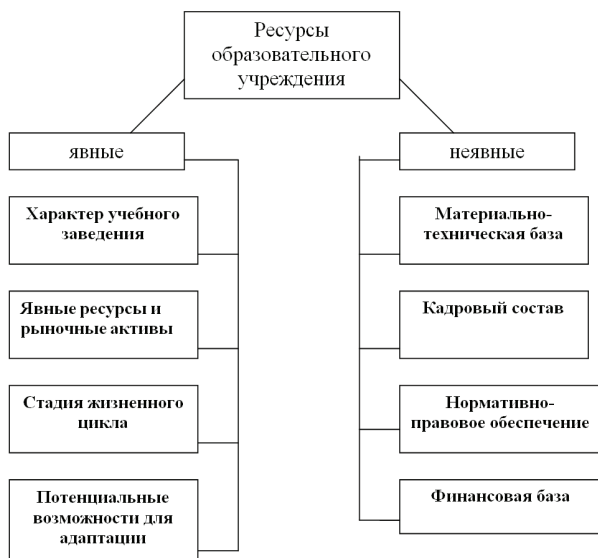 Ресурсы
образовательного
учреждения
явные
неявные
Характер учебного
заведения
Явные ресурсы и
рыночные активы
Стадия жизненного
цикла
Потенциальные
возможности для
адаптации
Материально-
техническая база
Кадровый состав
Нормативно-
правовое обеспечение
Финансовая база